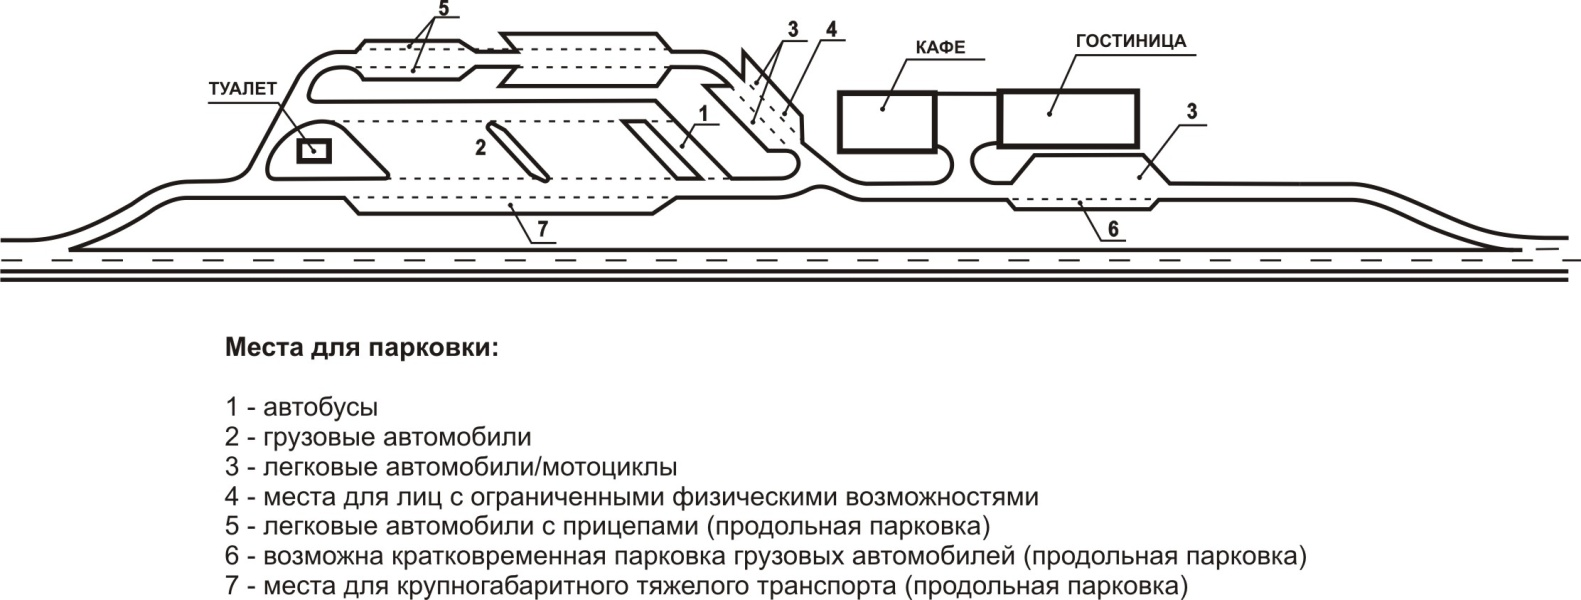 5
3
4
КАФЕ
ГОСТИНИЦА
ТУАЛЕТ
1
2
3
7
6
Места для парковки:
1 - автобусы
2 - грузовые автомобили
3 - легковые автомобили/мотоциклы
4 - места для лиц с ограниченными физическими возможностями
5 - легковые автомобили с прицепами (продольная парковка)
6 - возможна кратковременная парковка грузовых автомобилей (продольная парковка)
7 - места для крупногабаритного тяжелого транспорта (продольная парковка)